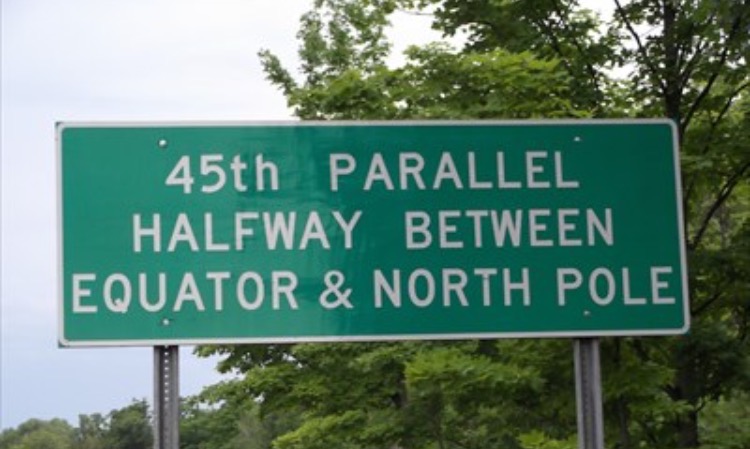 45th PARALLEL
HALFWAY BETWEEN
EQUATOR & NORTH POLE